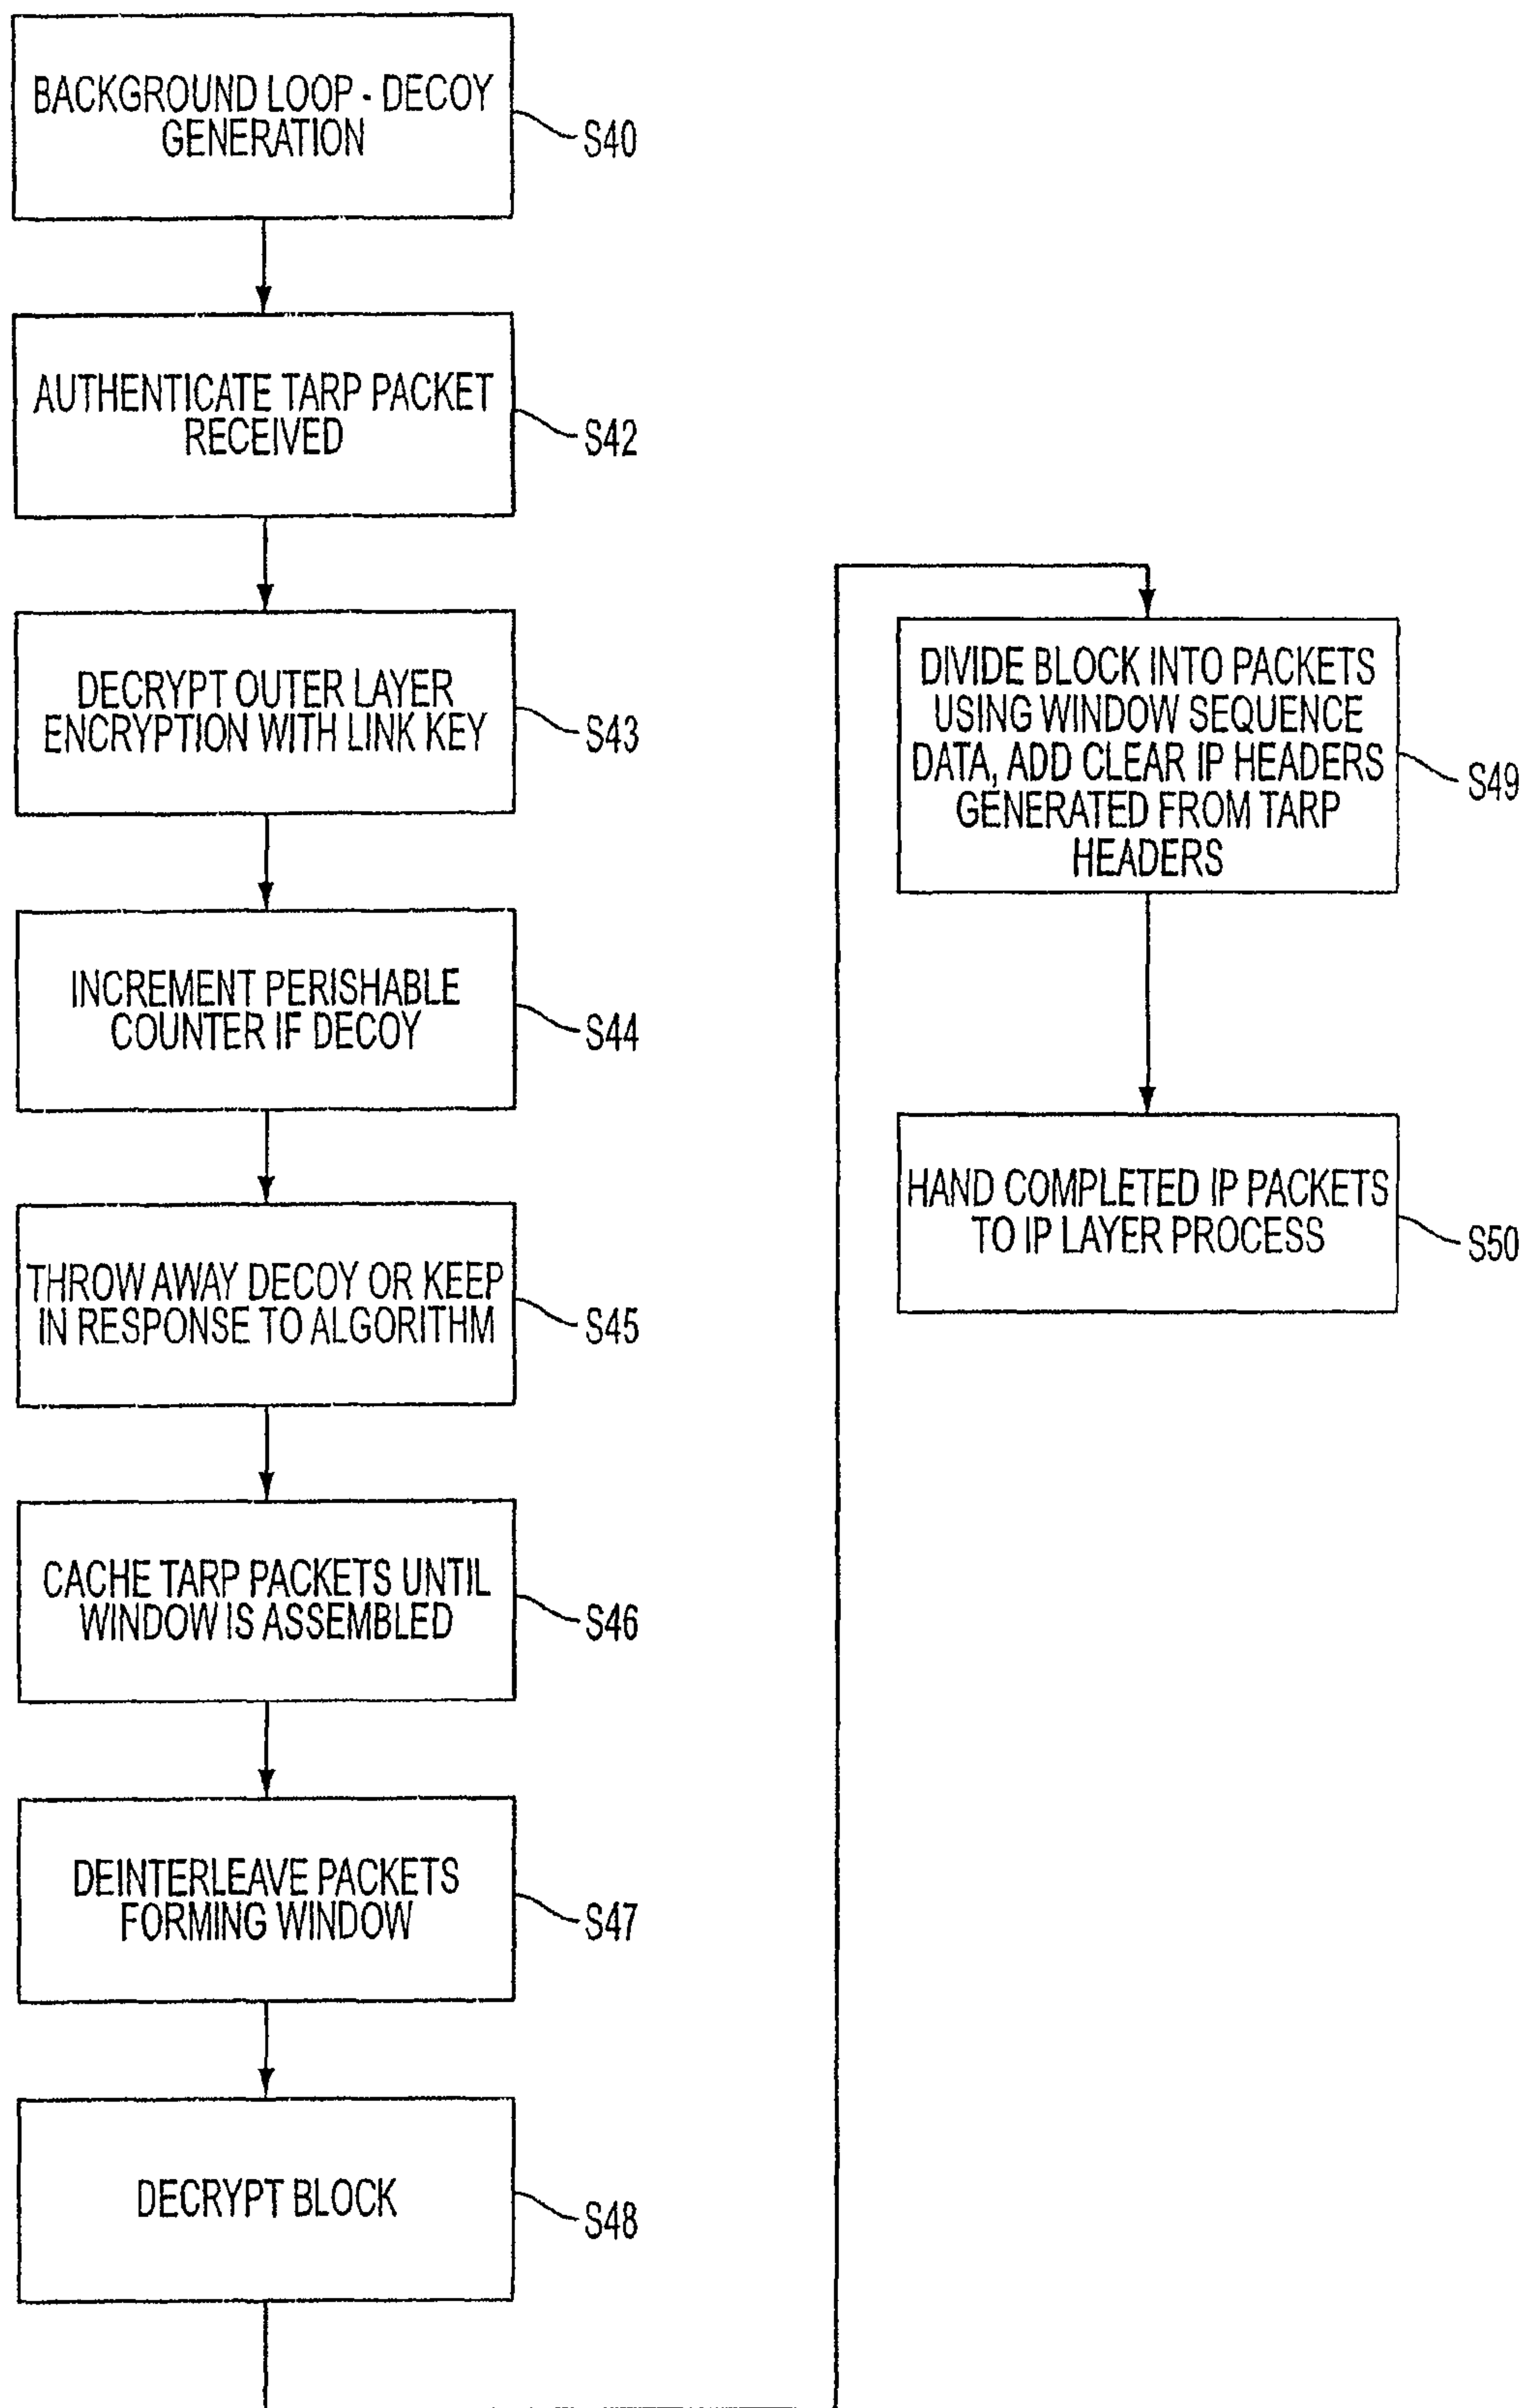 BACKGROUND LOOP - DECOY
GENERATION
S40
AUTHENTICATE TARP PACKET
RECEIVED
S42
DECRYPT OUTER LAYER
ENCRYPTION WITH LINK KEY
S43
INCREMENT PERISHABLE
COUNTER IF DECOY
S44
THROW AWAY DECOY OR KEEP
IN RESPONSE TO ALGORITHM
S45
CACHE TARP PACKETS UNTIL
WINDOW IS ASSEMBLED
S46
DEINTERLEAVE PACKETS
FORMING WINDOW
S47
DECRYPT BLOCK
S48
DIVIDE BLOCK INTO PACKETS
USING WINDOW SEQUENCE
DATA, ADD CLEAR IP HEADERS
GENERATED FROM TARP
HEADERS
S49
HAND COMPLETED IP PACKETS
TO IP LAYER PROCESS
S50